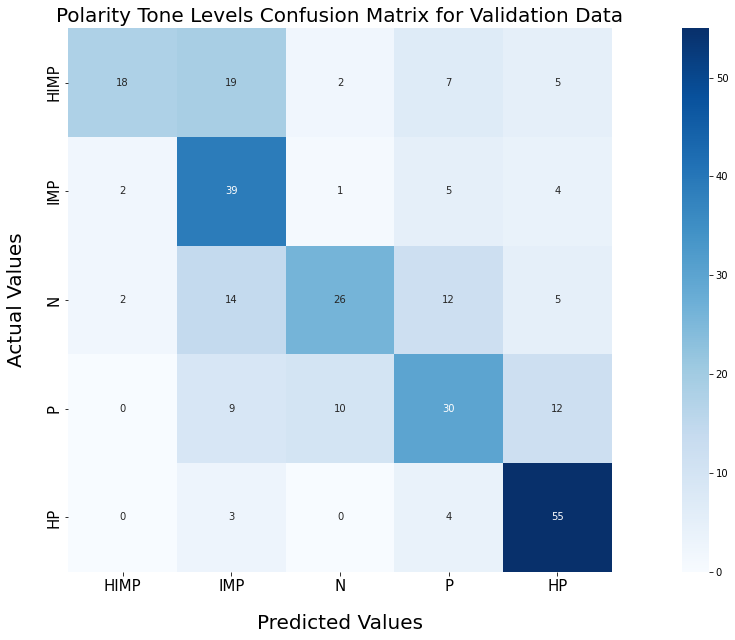 Polarity Tone Levels Confusion Matrix for Validation Data
HIMP 18 19 2 7 5
IMP 2 39 1 5 4
N 2 14 26 12 5
P 0 9 10 30 12
HP 0 3 0 4 55
HIMP IMP N P HP
Actual Values
Predicted Values
50
40
30
20
10
0